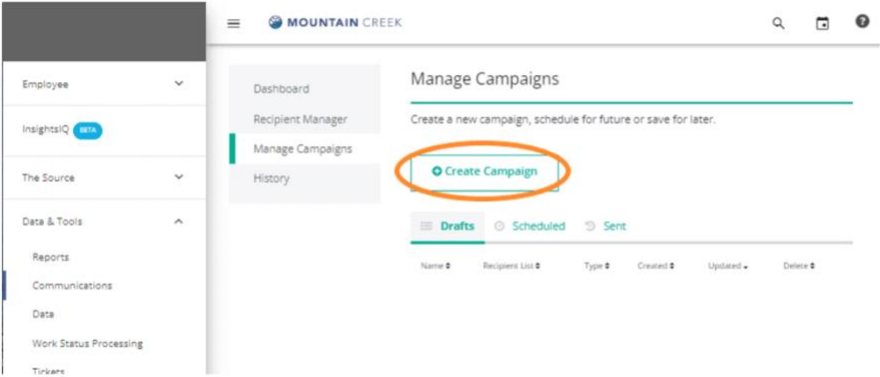 MOUNTAIN CREEK
Employee
InsightsIQ BETA
The Source
Data & Tools
Reports
Communications
Data
Work Status Processing
Tickets
Dashboard
Recipient Manager
Manage Campaigns
History
Manage Campaigns
Create a new campaign, schedule for future or save for later.
Create Campaign
Drafts Scheduled Sent
Name Recipient List Type Created Updated Delete